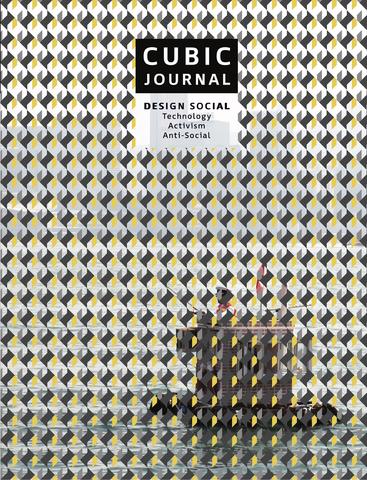 CUBIC
JOURNAL
DESIGN SOCIAL
Technology
Activism
Anti-Social